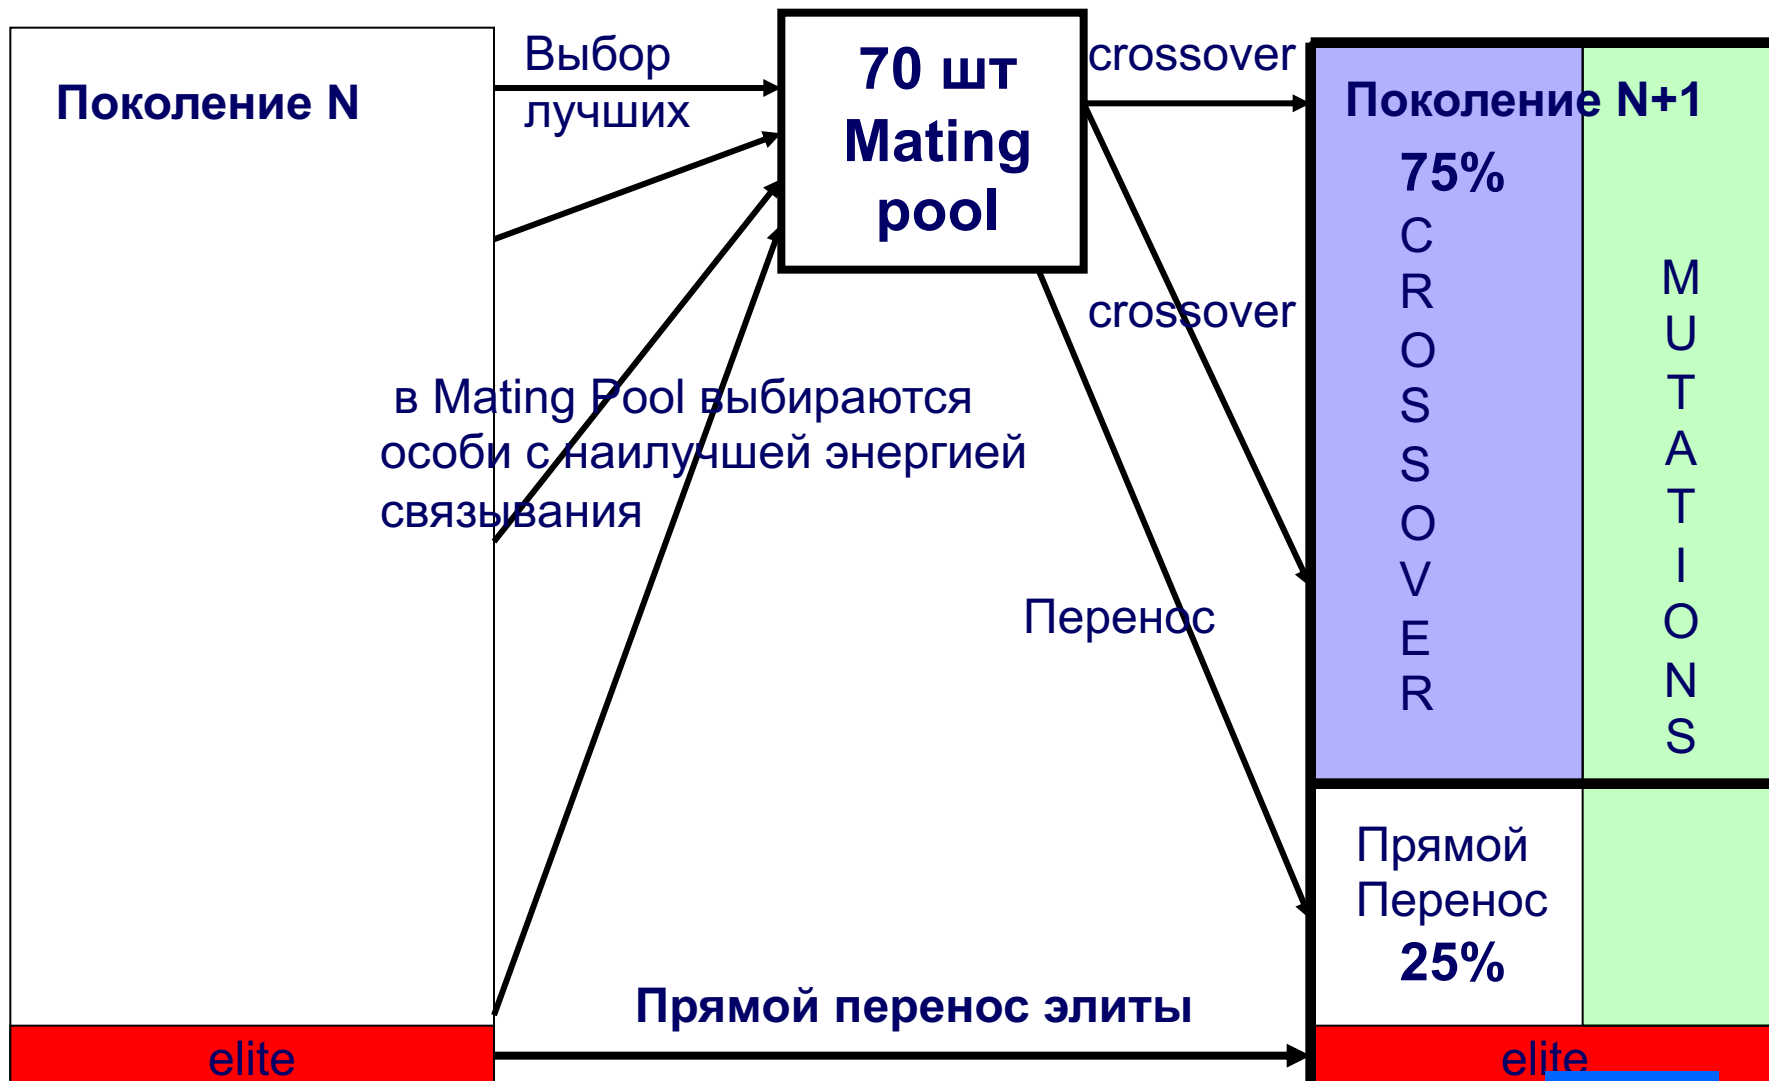 Поколение N
Выбор
лучших
70 шт
Mating
pool
crossover
Поколение N+1
75%
C
R
O
S
S
O
V
E
R
M
U
T
A
T
I
O
N
S
crossover
в Mating Pool выбираются
особи с наилучшей энергией
связывания
Перенос
Прямой
Перенос
25%
Прямой перенос элиты
elite
elite